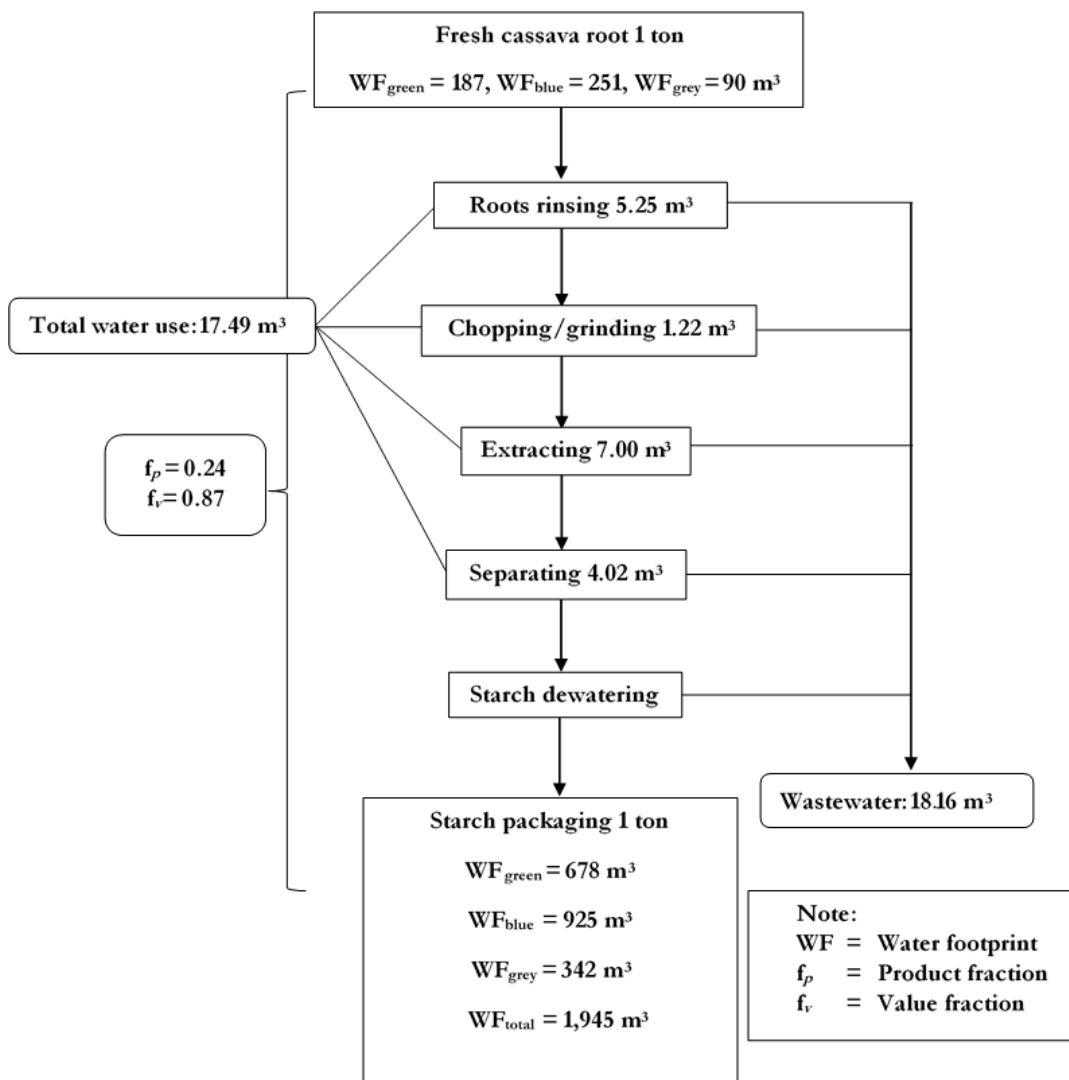 Fresh cassava root 1 ton
WFgreen = 187, WFblue = 251, WFgrey = 90 m³
Roots rinsing 5.25 m³
Total water use: 17.49 m³
Chopping/grinding 1.22 m³
fp = 0.24
fv = 0.87
Extracting 7.00 m³
Separating 4.02 m³
Starch dewatering
Wastewater: 18.16 m³
Starch packaging 1 ton
WFgreen = 678 m³
WFblue = 925 m³
WFgrey = 342 m³
WFtotal = 1,945 m³
Note:
WF = Water footprint
fp = Product fraction
fv = Value fraction